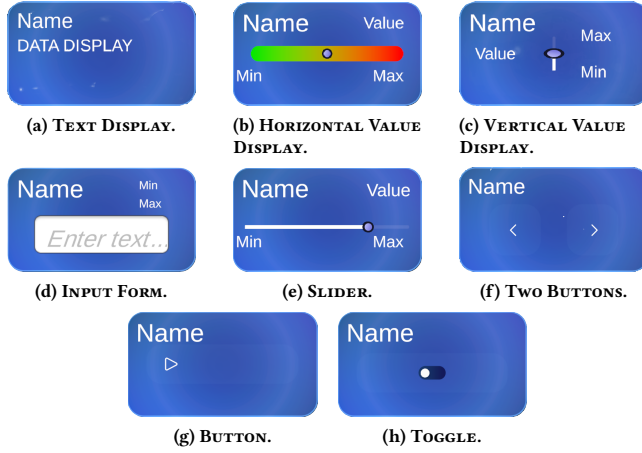 Name
DATA DISPLAY
Name Value
Min Max
Name
Max
Value
Min
(a) Text Display.
(b) Horizontal Value
Display.
(c) Vertical Value
Display.
Name Min
Max
Enter text...
Name Value
Min Max
Name
< >
(d) Input Form.
(e) Slider.
(f) Two Buttons.
Name
Name
(g) Button.
(h) Toggle.